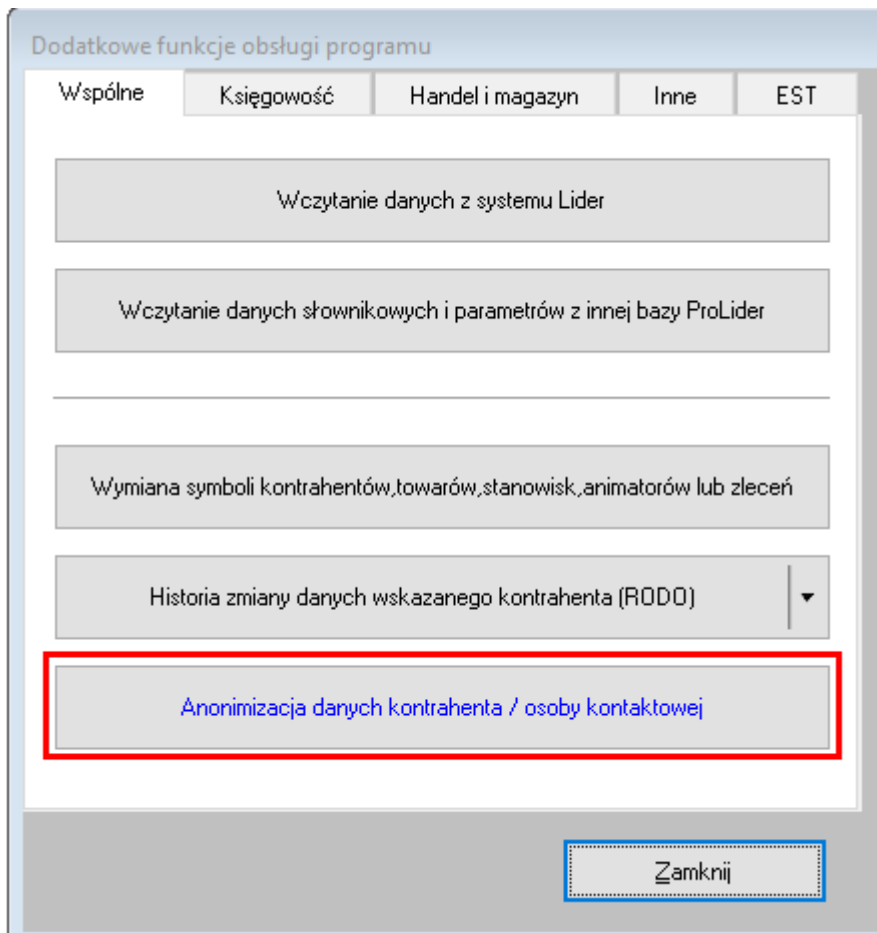 Dodatkowe funkcje obsługi programu
Wspólne Księgowość Handel i magazyn Inne EST
Wczytanie danych z systemu Lider
Wczytanie danych słownikowych i parametrów z innej bazy ProLider
Wymiana symboli kontrahentów,towarów,stanowisk,animatorów lub zleceń
Historia zmiany danych wskazanego kontrahenta (RODO)
Anonimizacja danych kontrahenta / osoby kontaktowej
Zamknij